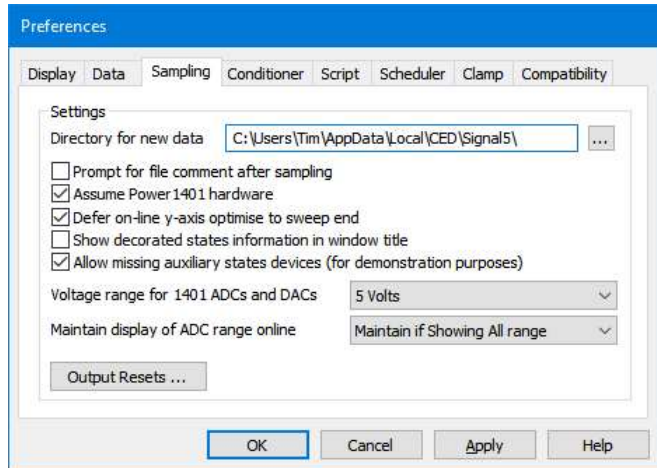 Preferences
Display Data Sampling Conditioner Script Scheduler Clamp Compatibility
Settings
Directory for new data C:\Users\Tim\AppData\Local\CED\Signal5\ ...
Prompt for file comment after sampling
Assume Power1401 hardware
Defer on-line y-axis optimise to sweep end
Show decorated states information in window title
Allow missing auxiliary states devices (for demonstration purposes)
Voltage range for 1401 ADCs and DACs 5 Volts
Maintain display of ADC range online Maintain if Showing All range
Output Resets ...
OK Cancel Apply Help